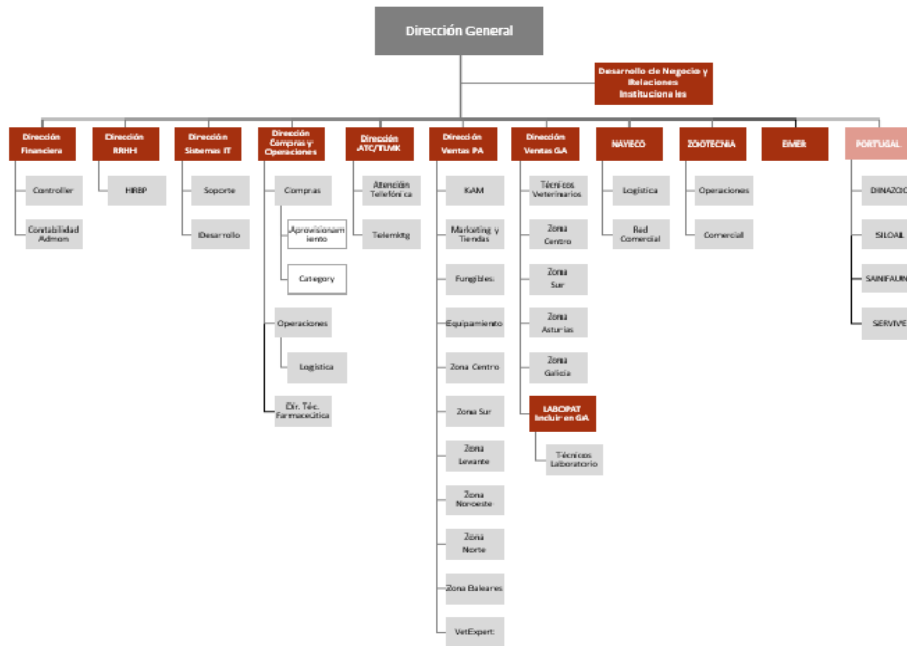 Dirección General
Desarrollo de Negocio y
Relaciones
Institucionales
Dirección
Financiera
Dirección
RRHH
Dirección
Sistemas IT
Dirección
Compras y
Operaciones
Dirección
ATC/TLMK
Dirección
Ventas PA
Dirección
Ventas GA
NAVIECO
ZOOTECNIA
EMER
PORTUGAL
Controller
Contabilidad
Admon
HRBP
Soporte
Desarrollo
Compras
Aprovisionam
iento
Category
Operaciones
Logística
Dir. Téc.
Farmaceútica
Atención
Telefónica
Telemktg
KAM
Marketing y
Tiendas
Fungibles
Equipamiento
Zona Centro
Zona Sur
Zona
Levante
Zona
Noroeste
Zona
Norte
Zona Baleares
VetExpert
Técnicos
Veterinarios
Zona
Centro
Zona
Sur
Zona
Asturias
Zona
Galicia
LABOPAT
Incluir en GA
Técnicos
Laboratorio
Logística
Red
Comercial
Operaciones
Comercial
SERVIVET